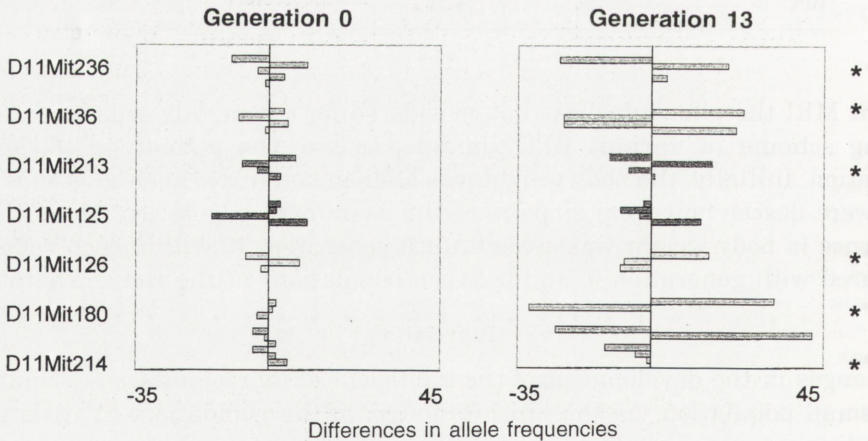 Generation 0
Generation 13
D11Mit236
*
D11Mit36
*
D11Mit213
*
D11Mit125
D11Mit126
*
D11Mit180
*
D11Mit214
*
-35
45
-35
45
Differences in allele frequencies